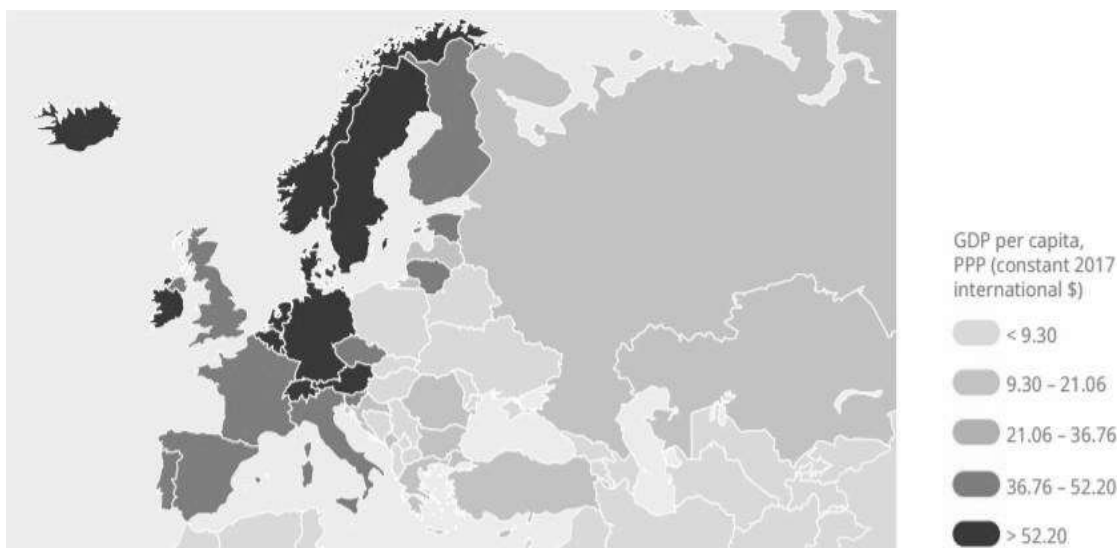 GDP per capita,
PPP (constant 2017
international $)
< 9.30
9.30 – 21.06
21.06 – 36.76
36.76 – 52.20
> 52.20